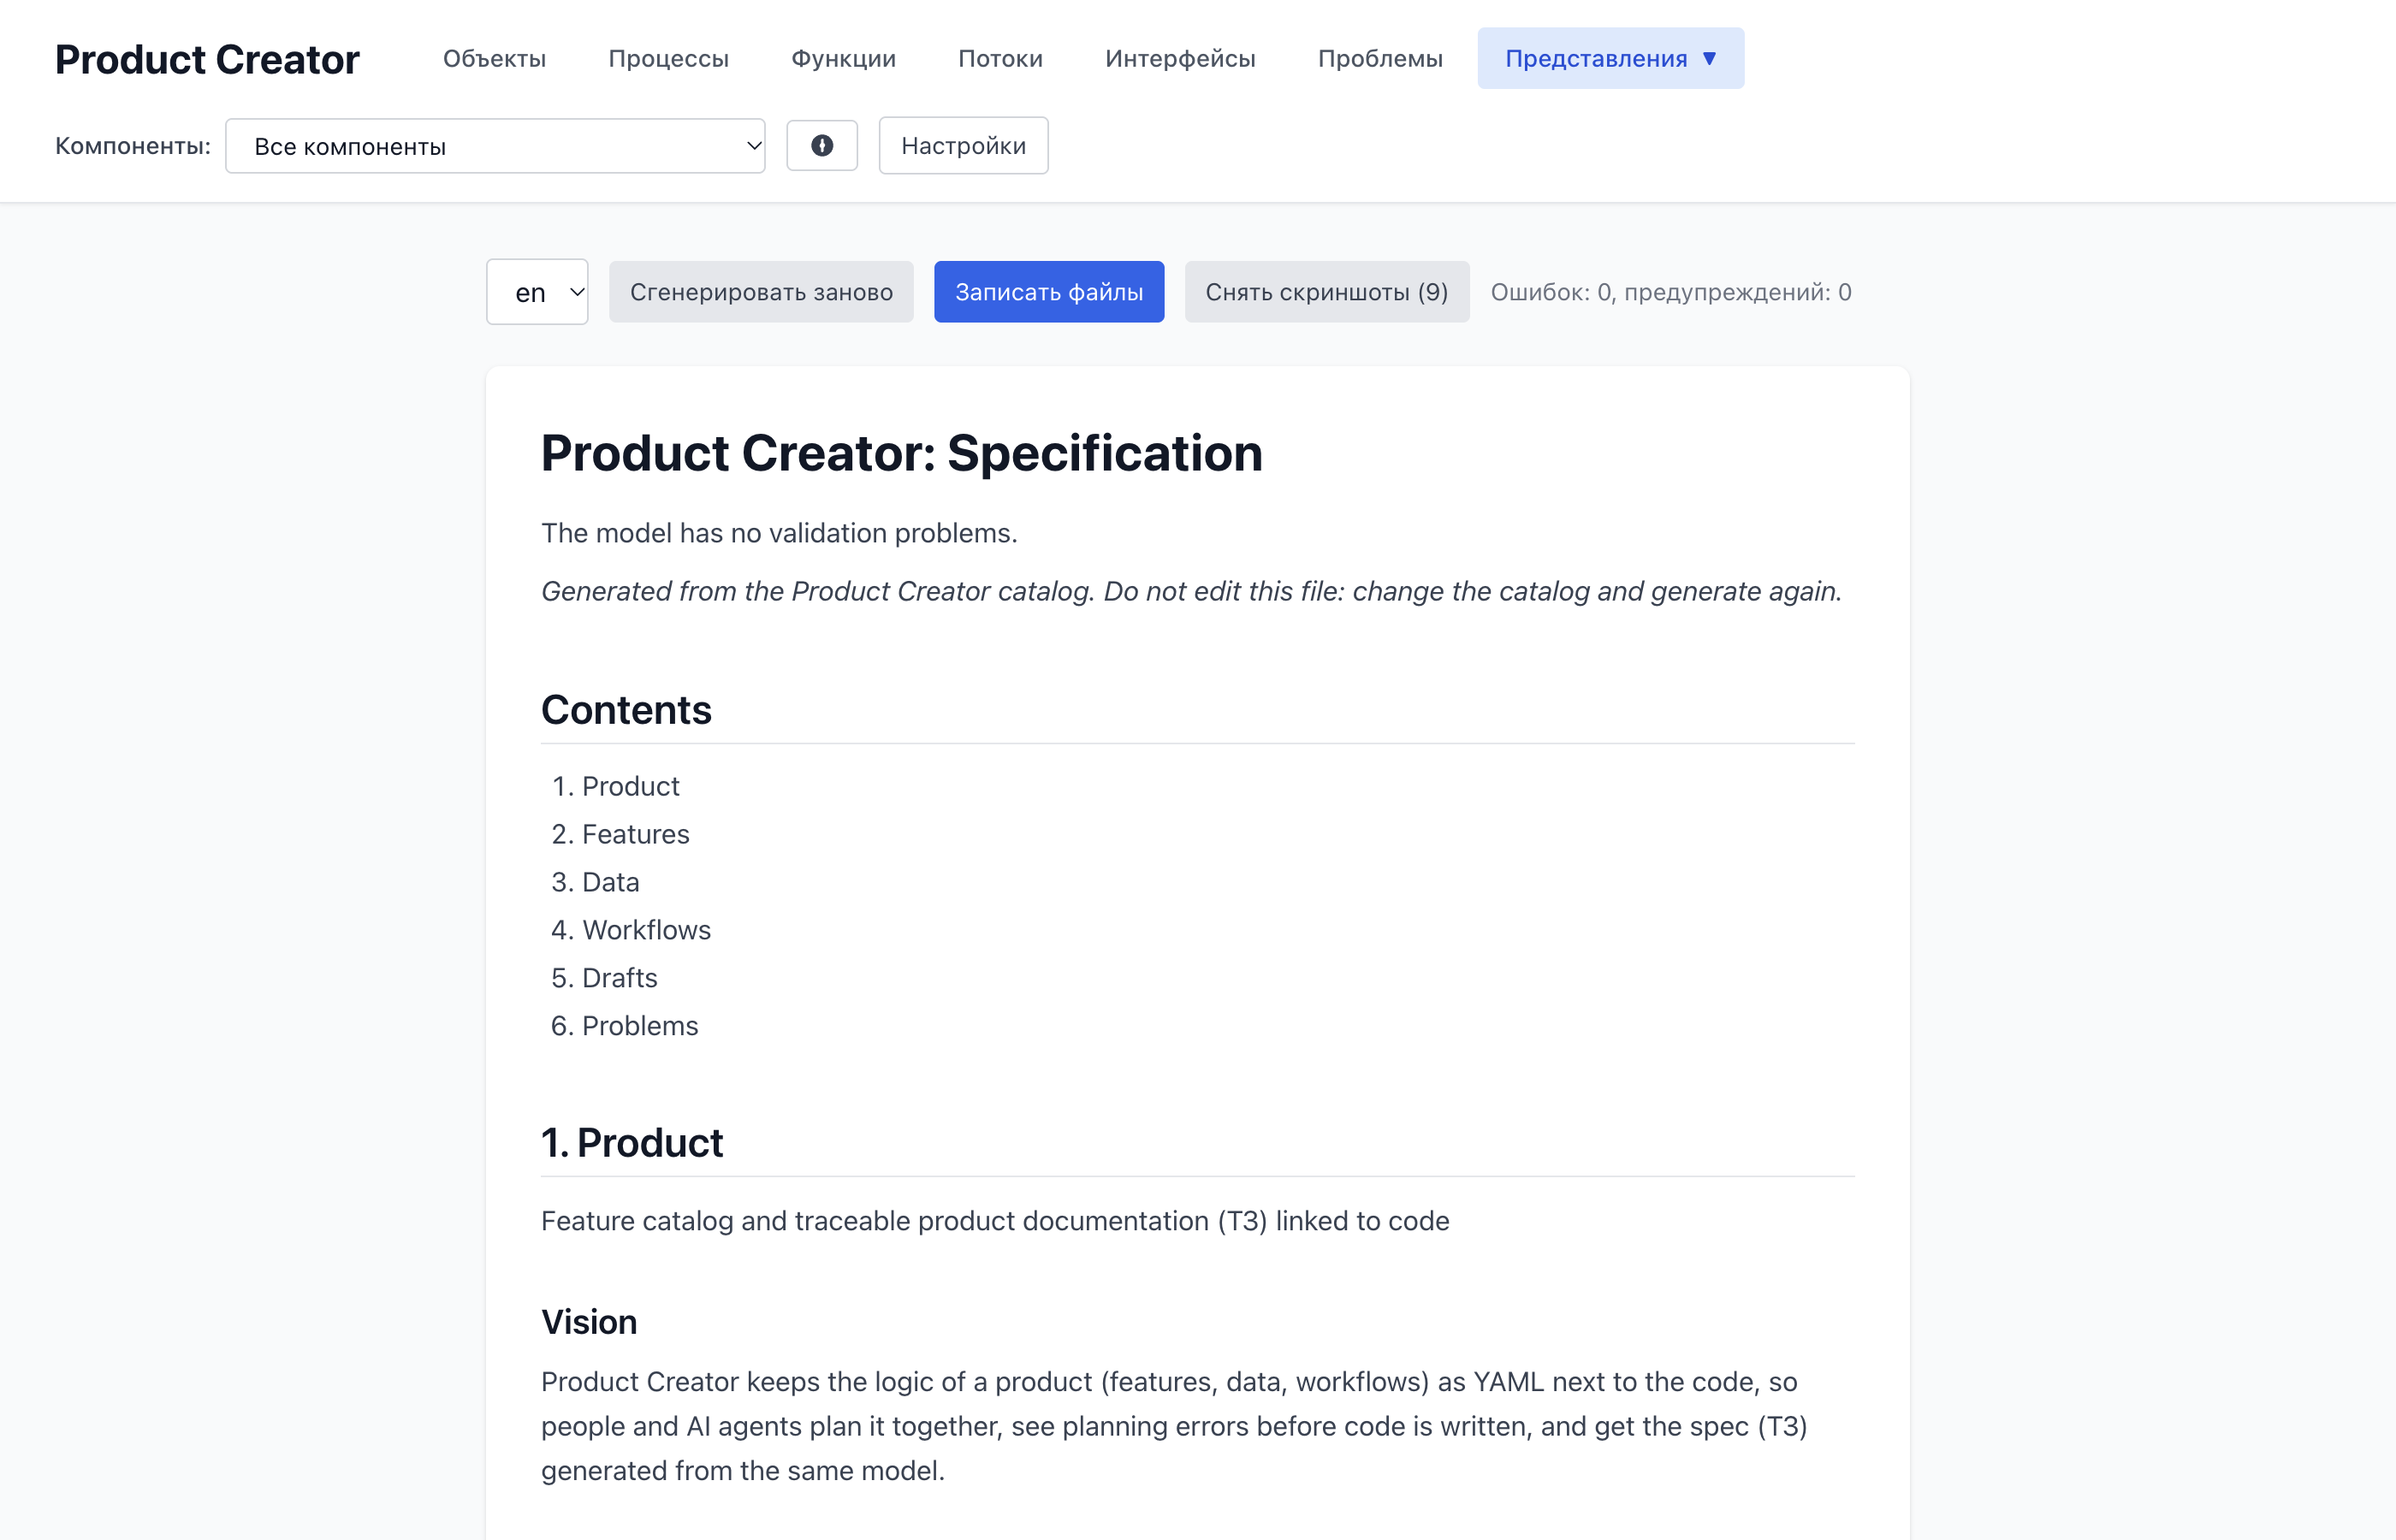 Product Creator
Объекты
Процессы
Функции
Потоки
Интерфейсы
Проблемы
Представления ▼
Компоненты:
Все компоненты
Настройки
en
Сгенерировать заново
Записать файлы
Снять скриншоты (9)
Ошибок: 0, предупреждений: 0
Product Creator: Specification
The model has no validation problems.
Generated from the Product Creator catalog. Do not edit this file: change the catalog and generate again.
Contents
1. Product
2. Features
3. Data
4. Workflows
5. Drafts
6. Problems
1. Product
Feature catalog and traceable product documentation (T3) linked to code
Vision
Product Creator keeps the logic of a product (features, data, workflows) as YAML next to the code, so
people and AI agents plan it together, see planning errors before code is written, and get the spec (T3)
generated from the same model.